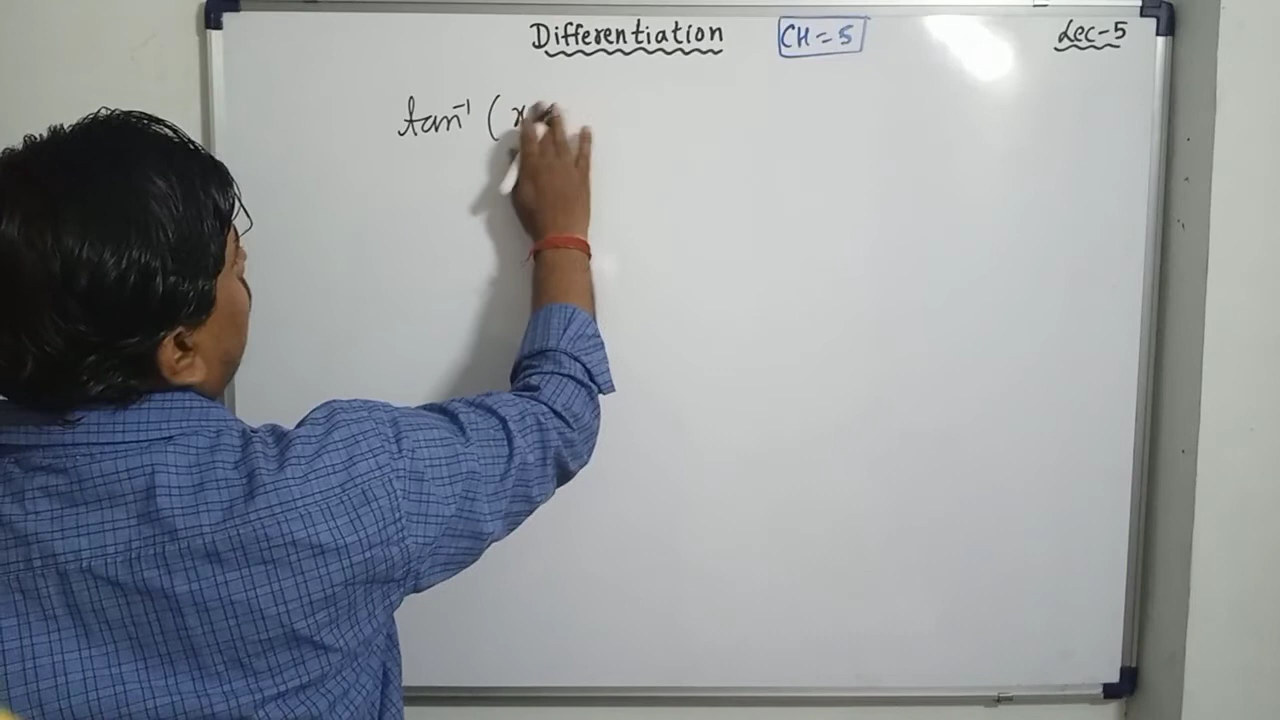 Differentiation CH = 5 Lec-5
tan⁻¹ (x